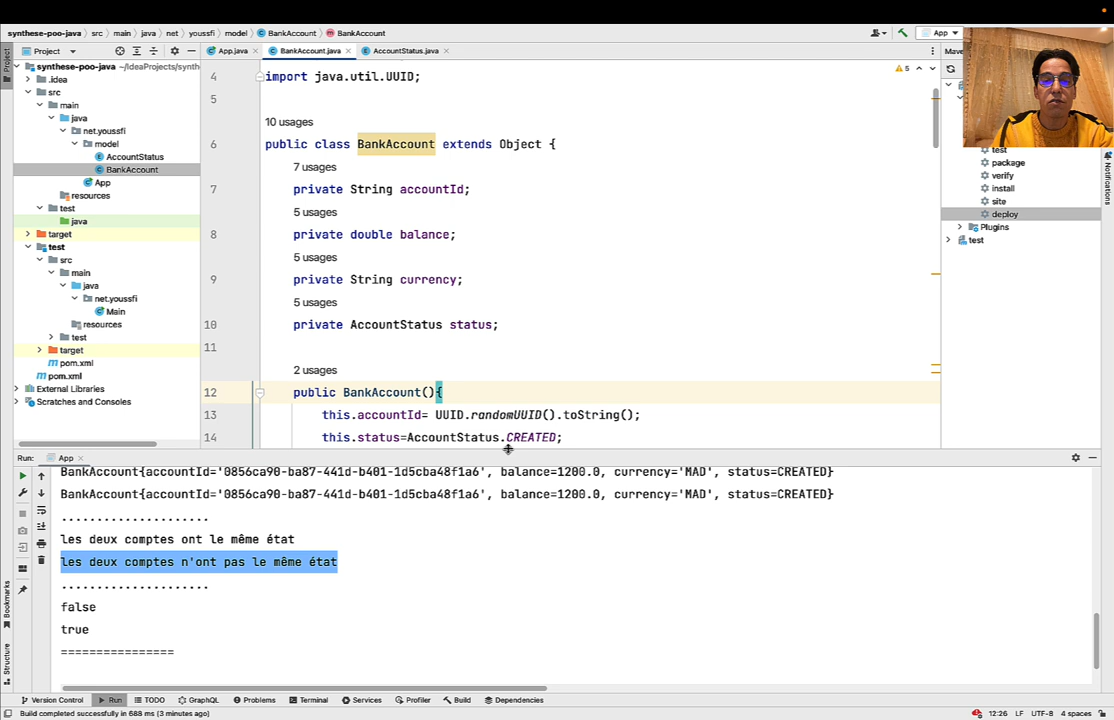 synthese-poo-java > src > main > java > net > youssfi > model > BankAccount > BankAccount
App
Project
App.java
BankAccount.java
AccountStatus.java
synthese-poo-java ~/IdeaProjects/synth
.idea
src
main
java
net.youssfi
model
AccountStatus
BankAccount
App
resources
test
java
target
test
src
main
java
net.youssfi
Main
resources
test
target
pom.xml
pom.xml
External Libraries
Scratches and Consoles
4 import java.util.UUID;
5
10 usages
6 public class BankAccount extends Object {
7 usages
7 private String accountId;
5 usages
8 private double balance;
5 usages
9 private String currency;
5 usages
10 private AccountStatus status;
11
2 usages
12 public BankAccount(){
13 this.accountId= UUID.randomUUID().toString();
14 this.status=AccountStatus.CREATED;
5
Mave
test
package
verify
install
site
deploy
Plugins
test
Project
Notifications
Run: App
BankAccount{accountId='0856ca90-ba87-441d-b401-1d5cba48f1a6', balance=1200.0, currency='MAD', status=CREATED}
BankAccount{accountId='0856ca90-ba87-441d-b401-1d5cba48f1a6', balance=1200.0, currency='MAD', status=CREATED}
.....................
les deux comptes ont le même état
les deux comptes n'ont pas le même état
.....................
false
true
================
Bookmarks
Structure
Version Control Run TODO GraphQL Problems Terminal Services Profiler Build Dependencies
Build completed successfully in 688 ms (3 minutes ago)
12:26 LF UTF-8 4 spaces